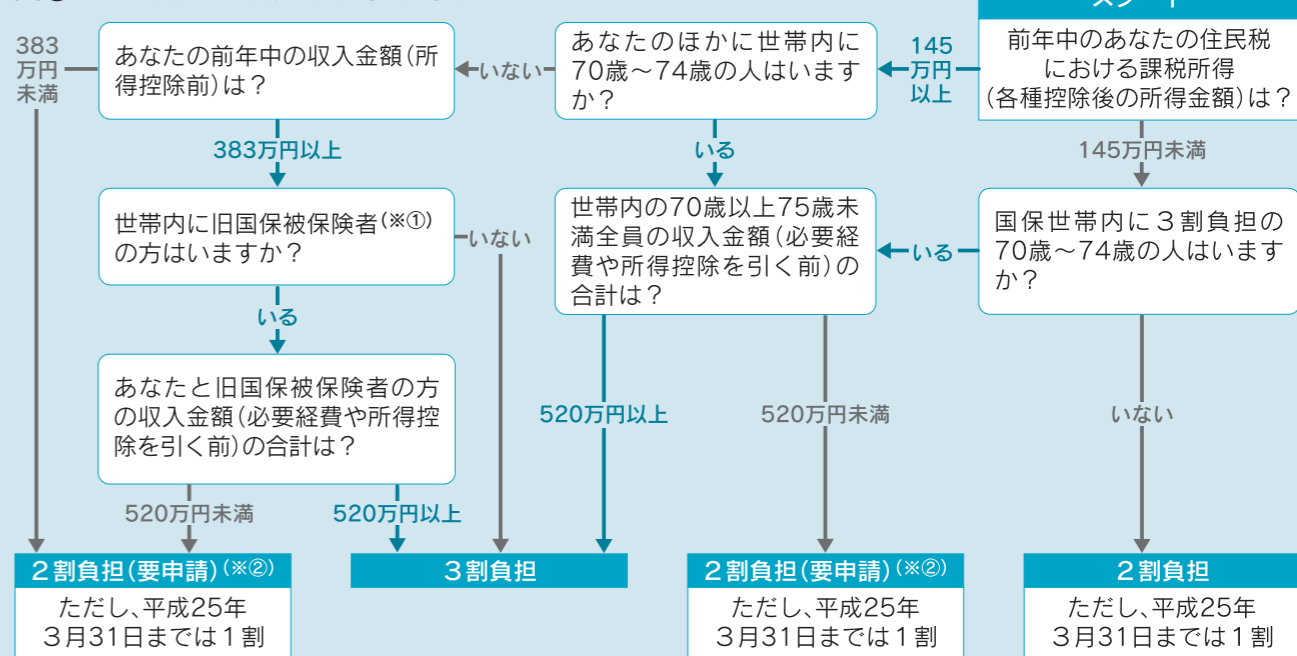 スタート
前年中のあなたの住民税
における課税所得
(各種控除後の所得金額)は？
145
万円
以上
145万円未満
あなたのほかに世帯内に
70歳～74歳の人はいます
か？
いない
いる
あなたの前年中の収入金額(所
得控除前)は？
383
万円
未満
383万円以上
世帯内に旧国保被保険者(※①)
の方はいますか？
いない
いる
世帯内の70歳以上75歳未
満全員の収入金額(必要経
費や所得控除を引く前)の
合計は？
いる
国保世帯内に３割負担の
70歳～74歳の人はいます
か？
あなたと旧国保被保険者の方
の収入金額(必要経費や所得控
除を引く前)の合計は？
520万円以上
520万円未満
いない
520万円未満
520万円以上
２割負担(要申請)(※②)
ただし、平成25年
３月31日までは１割
３割負担
２割負担(要申請)(※②)
ただし、平成25年
３月31日までは１割
２割負担
ただし、平成25年
３月31日までは１割